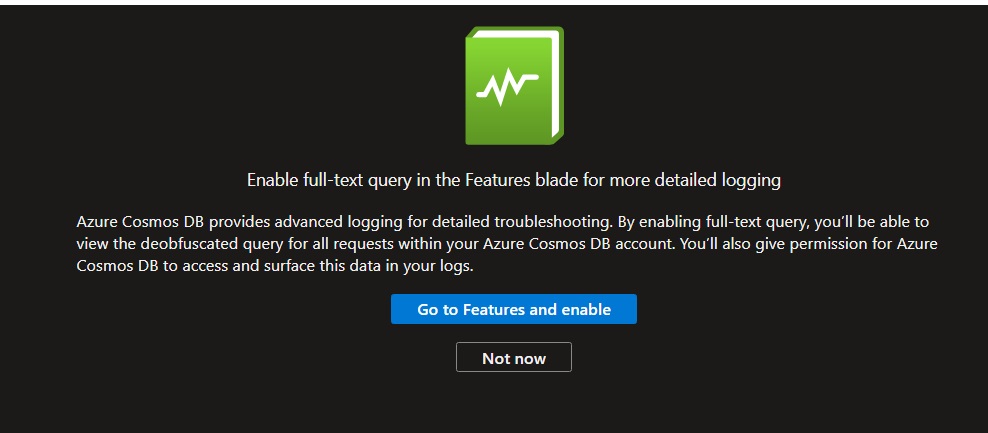 Enable full-text query in the Features blade for more detailed logging
Azure Cosmos DB provides advanced logging for detailed troubleshooting. By enabling full-text query, you’ll be able to
view the deobfuscated query for all requests within your Azure Cosmos DB account. You’ll also give permission for Azure
Cosmos DB to access and surface this data in your logs.
Go to Features and enable
Not now